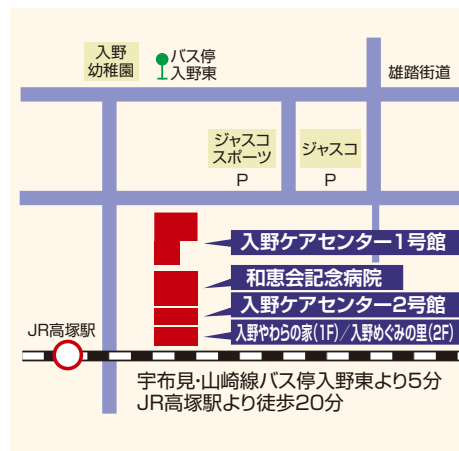 入野
幼稚園
バス停
入野東
雄踏街道
ジャスコ
スポーツ
P
ジャスコ
P
入野ケアセンター1号館
和恵会記念病院
入野ケアセンター2号館
入野やわらの家(1F)/入野めぐみの里(2F)
JR高塚駅
宇布見・山崎線バス停入野東より5分
JR高塚駅より徒歩20分